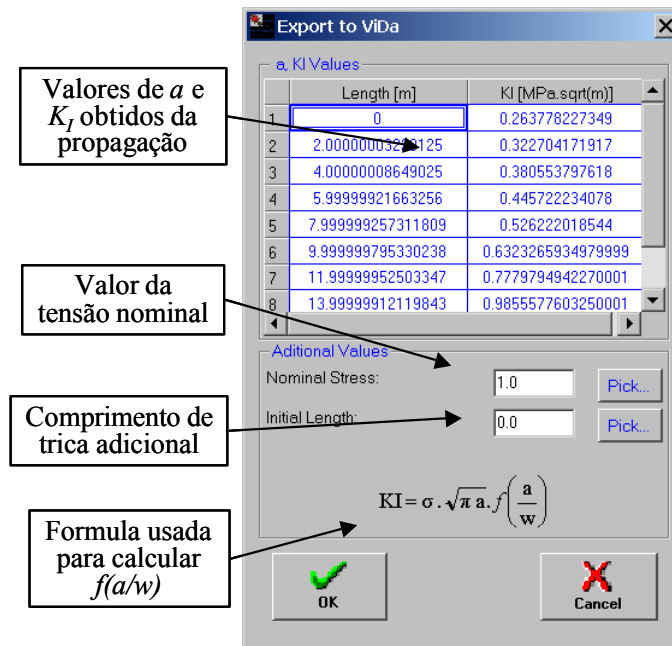 Export to ViDa
a, KI Values
Length [m] KI [MPa.sqrt(m)]
1 0 0.263778227349
2 0.322704171917
3 4.00000008649025 0.380553797618
4 5.99999921663256 0.445722234078
5 7.999999257311809 0.526222018544
6 9.999999795330238 0.6323265934979999
7 11.99999952503347 0.7779794942270001
8 13.99999912119843 0.9855577603250001
Valores de a e
K_I obtidos da
propagação
Valor da
tensão nominal
Aditional Values
Nominal Stress: 1.0 Pick...
Initial Length: 0.0 Pick...
Comprimento de
trica adicional
KI = σ . √π a . f(a/w)
Formula usada
para calcular
f(a/w)
OK
Cancel